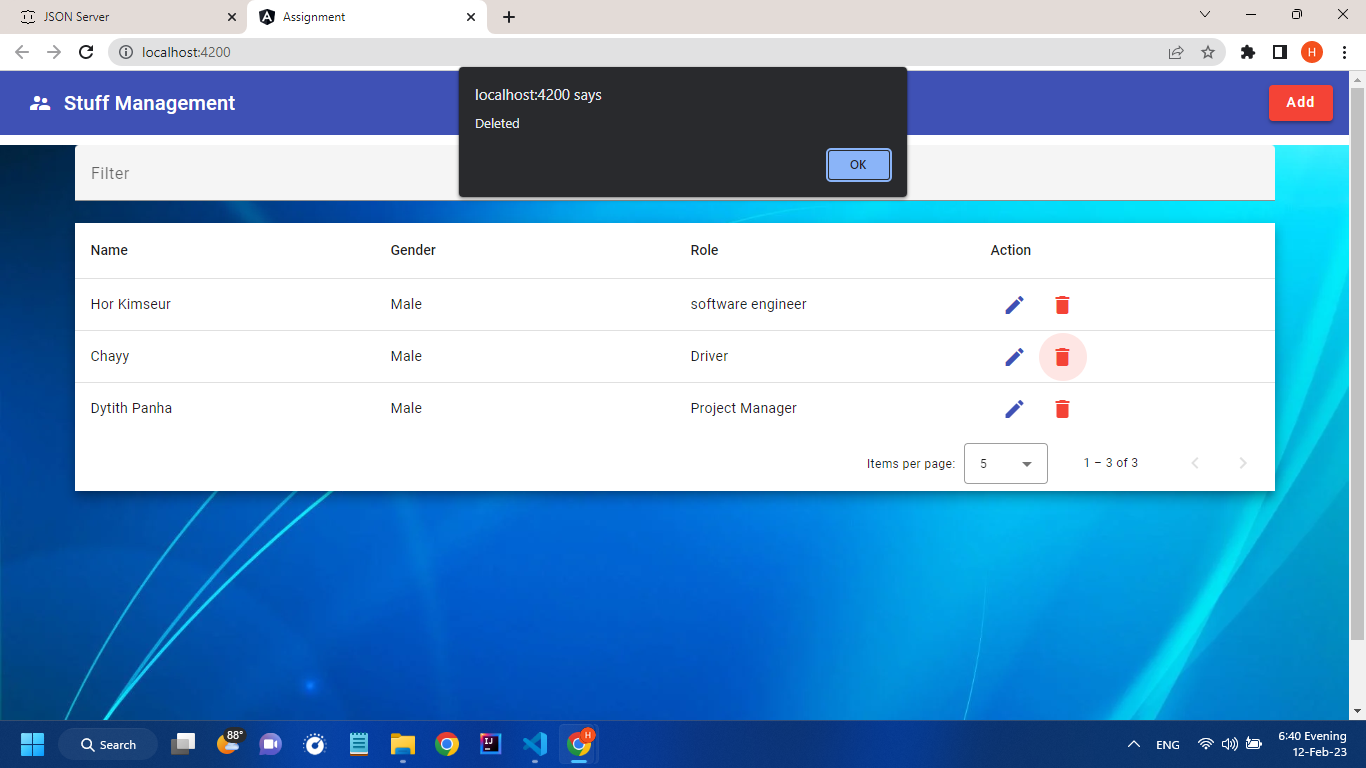 JSON Server
Assignment
localhost:4200
H
Stuff Management
Add
localhost:4200 says
Deleted
OK
Filter
Name Gender Role Action
Hor Kimseur Male software engineer
Chayy Male Driver
Dytith Panha Male Project Manager
Items per page: 5 1 – 3 of 3
Search
88°
IJ
H
ENG
6:40 Evening
12-Feb-23